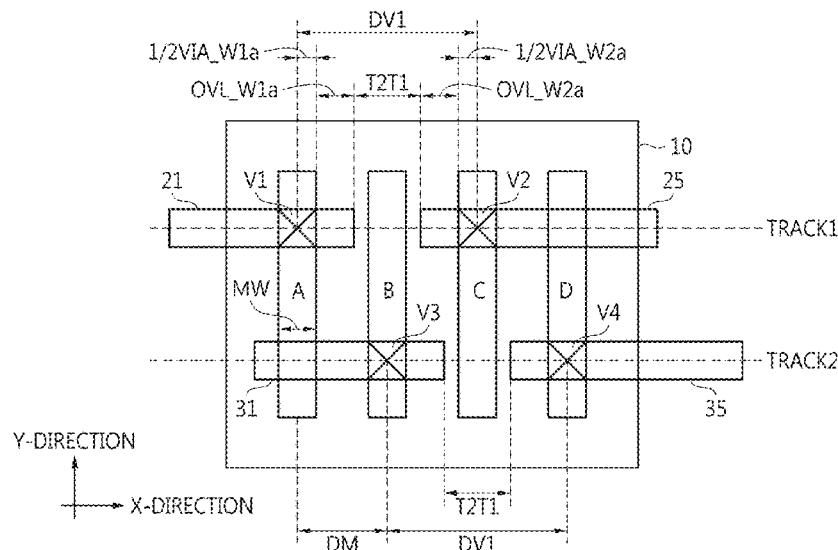 DV1
1/2VIA_W1a
1/2VIA_W2a
T2T1
OVL_W1a
OVL_W2a
10
21
V1
V2
25
TRACK1
A
B
C
D
MW
V3
V4
TRACK2
31
35
Y-DIRECTION
X-DIRECTION
T2T1
DM
DV1